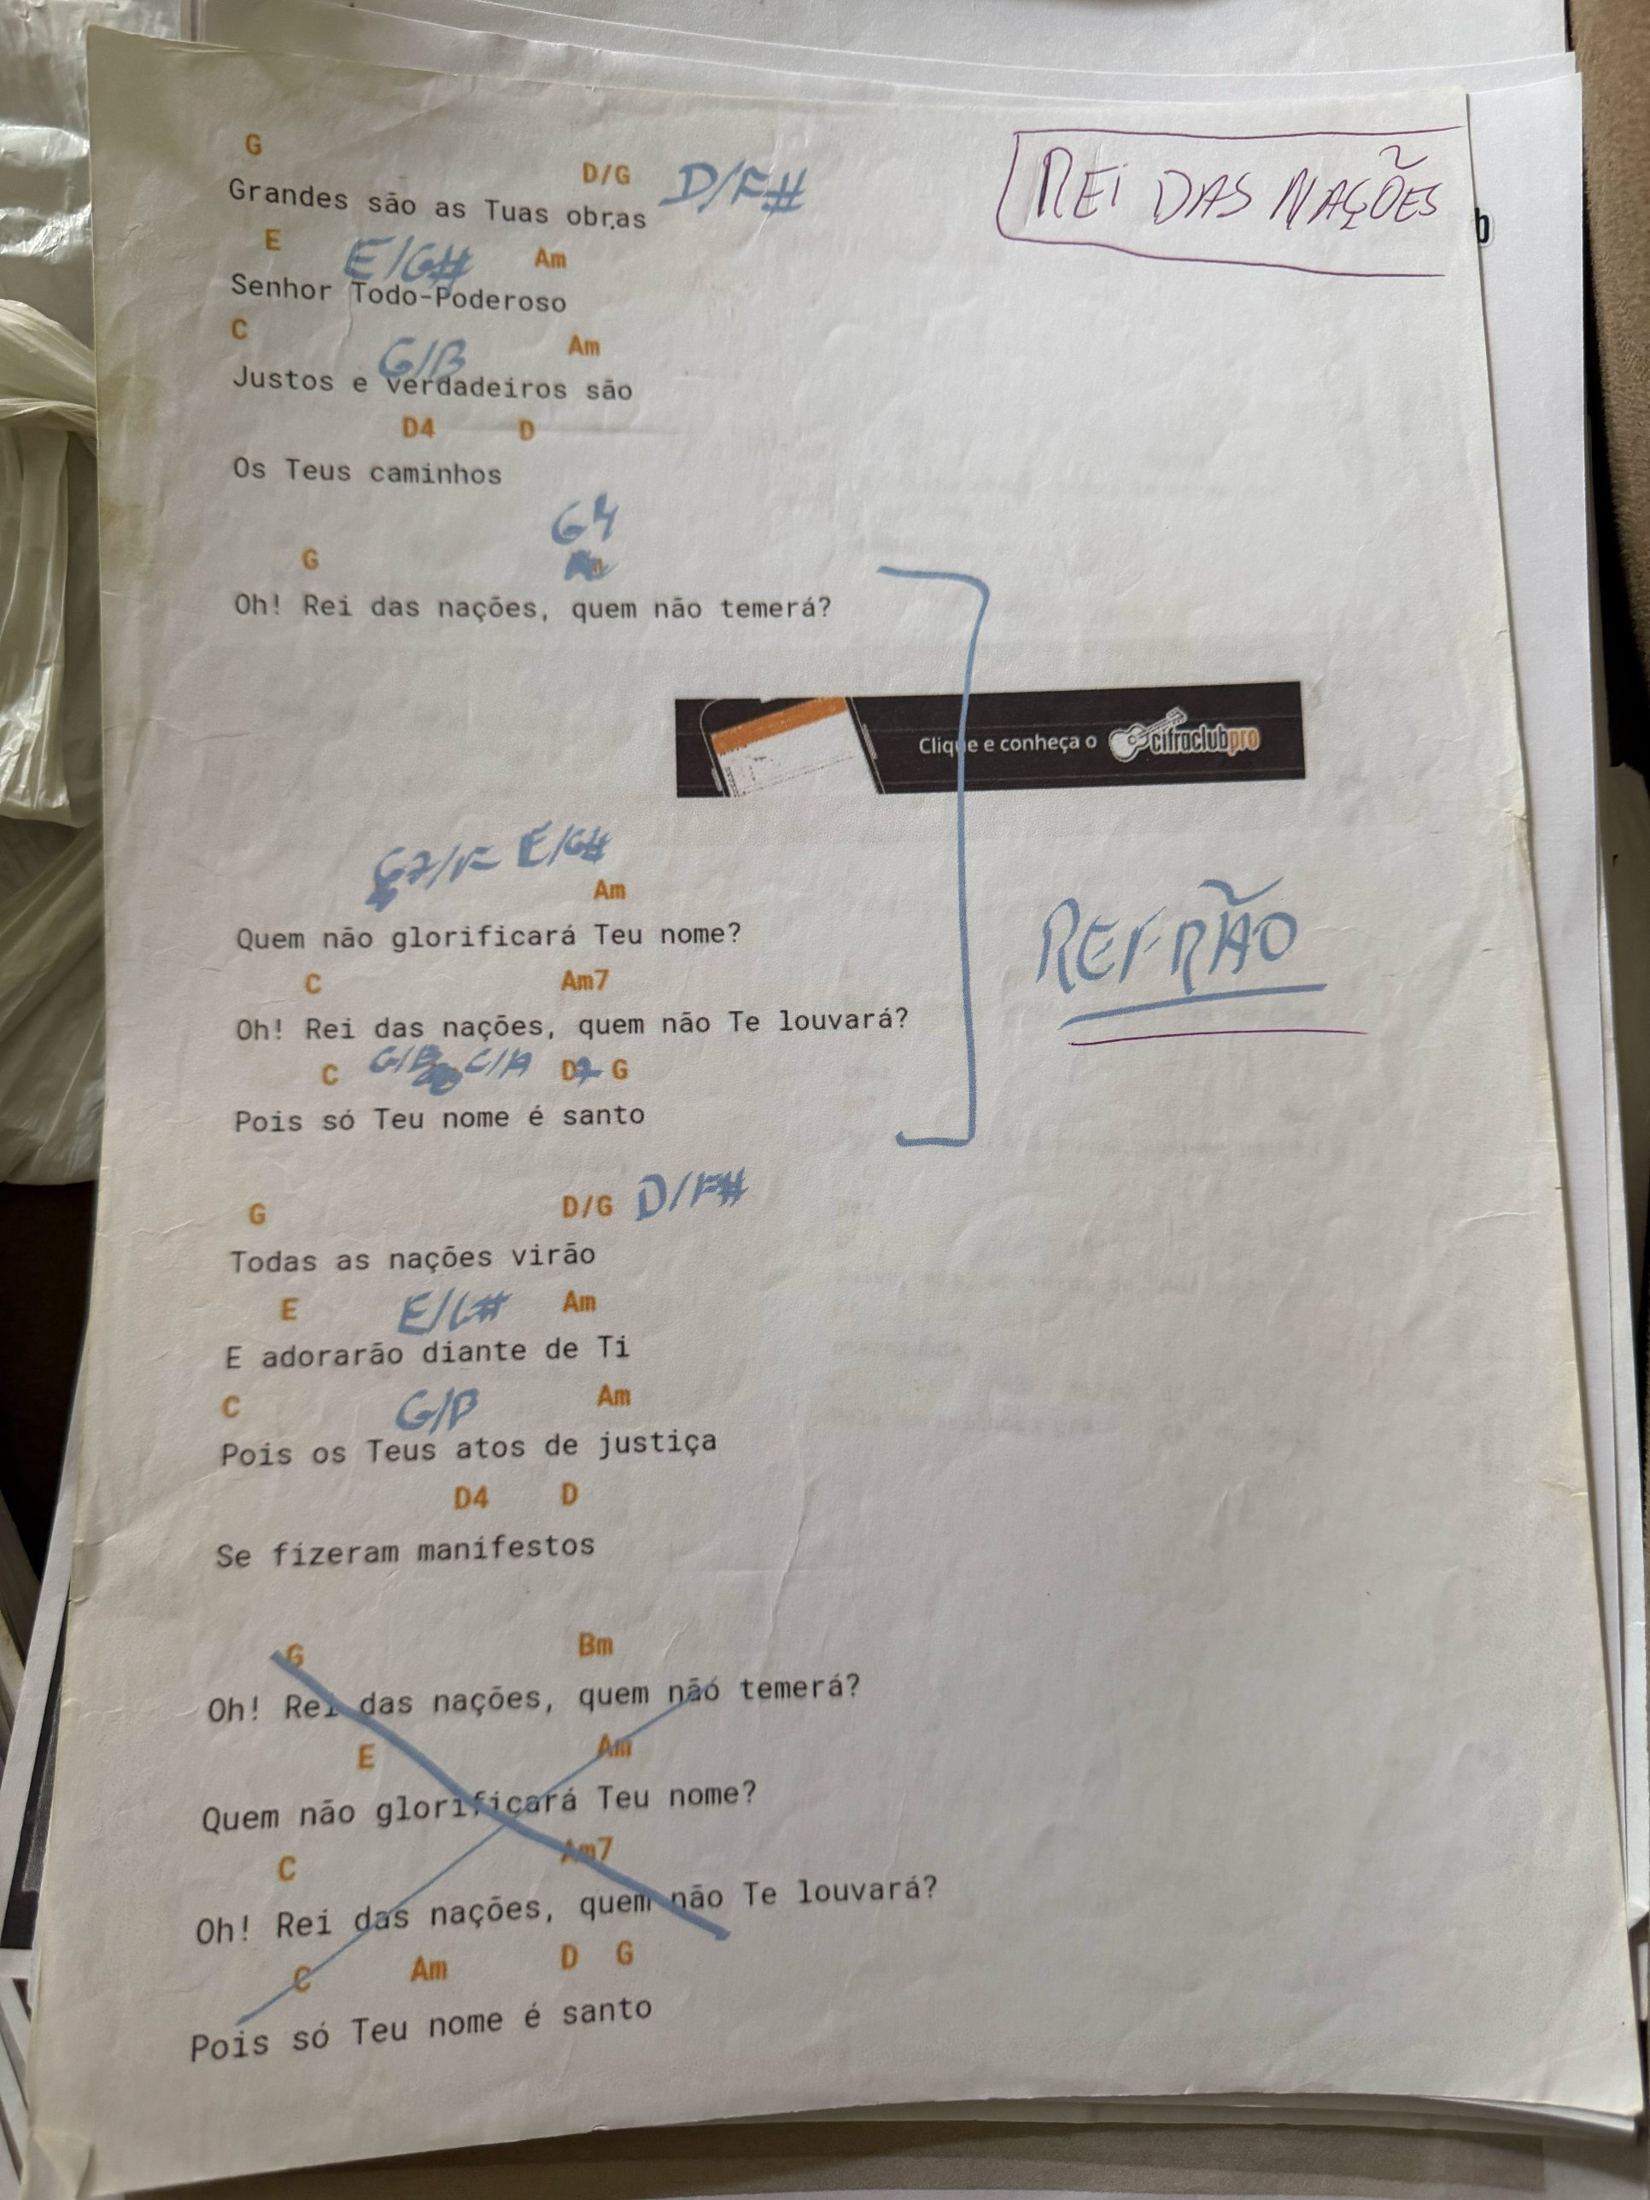 REI DAS NAÇÕES
G
D/G D/F#
Grandes são as Tuas obras
E E/G# Am
Senhor Todo-Poderoso
C G/B Am
Justos e verdadeiros são
D4 D
Os Teus caminhos
G4
G
Oh! Rei das nações, quem não temerá?
Clique e conheça o cifraclubpro
G7/F E/G#
Am
Quem não glorificará Teu nome?
REFRÃO
C Am7
Oh! Rei das nações, quem não Te louvará?
C G/B C/A D7 G
Pois só Teu nome é santo
G D/G D/F#
Todas as nações virão
E E/G# Am
E adorarão diante de Ti
C G/B Am
Pois os Teus atos de justiça
D4 D
Se fizeram manifestos
G Bm
Oh! Rei das nações, quem não temerá?
E Am
Quem não glorificará Teu nome?
C Am7
Oh! Rei das nações, quem não Te louvará?
C Am D G
Pois só Teu nome é santo